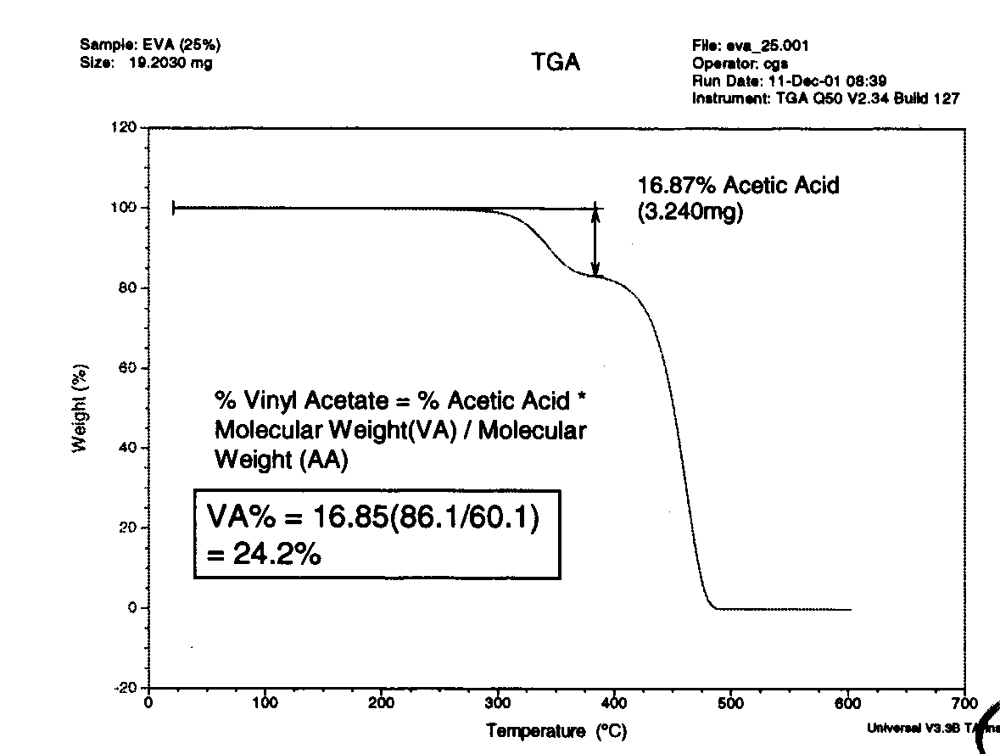 Sample: EVA (25%)
Size: 19.2030 mg
TGA
File: eva_25.001
Operator: cgs
Run Date: 11-Dec-01 08:39
Instrument: TGA Q50 V2.34 Build 127
120
100
80
60
40
20
0
-20
Weight (%)
16.87% Acetic Acid
(3.240mg)
% Vinyl Acetate = % Acetic Acid *
Molecular Weight(VA) / Molecular
Weight (AA)
VA% = 16.85(86.1/60.1)
= 24.2%
0 100 200 300 400 500 600 700
Temperature (°C)
Universal V3.3B